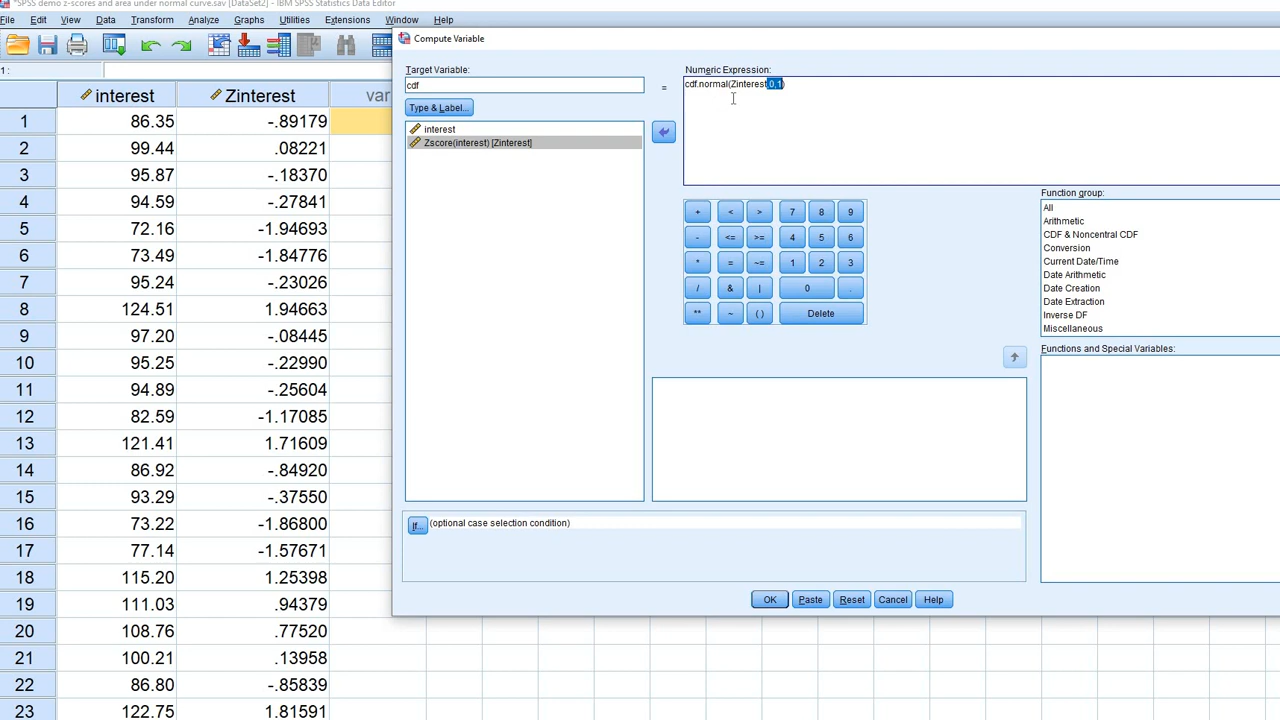 *SPSS demo z-scores and area under normal curve.sav [DataSet2] - IBM SPSS Statistics Data Editor
File Edit View Data Transform Analyze Graphs Utilities Extensions Window Help
1 :
interest Zinterest var
1 86.35 -.89179
2 99.44 .08221
3 95.87 -.18370
4 94.59 -.27841
5 72.16 -1.94693
6 73.49 -1.84776
7 95.24 -.23026
8 124.51 1.94663
9 97.20 -.08445
10 95.25 -.22990
11 94.89 -.25604
12 82.59 -1.17085
13 121.41 1.71609
14 86.92 -.84920
15 93.29 -.37550
16 73.22 -1.86800
17 77.14 -1.57671
18 115.20 1.25398
19 111.03 .94379
20 108.76 .77520
21 100.21 .13958
22 86.80 -.85839
23 122.75 1.81591
Compute Variable
Target Variable:
cdf
=
Type & Label...
interest
Zscore(interest) [Zinterest]
Numeric Expression:
cdf.normal(Zinterest,0,1)
+ < > 7 8 9
- <= >= 4 5 6
* = ~= 1 2 3
/ & | 0 .
** ~ ( ) Delete
Function group:
All
Arithmetic
CDF & Noncentral CDF
Conversion
Current Date/Time
Date Arithmetic
Date Creation
Date Extraction
Inverse DF
Miscellaneous
Functions and Special Variables:
If... (optional case selection condition)
OK Paste Reset Cancel Help